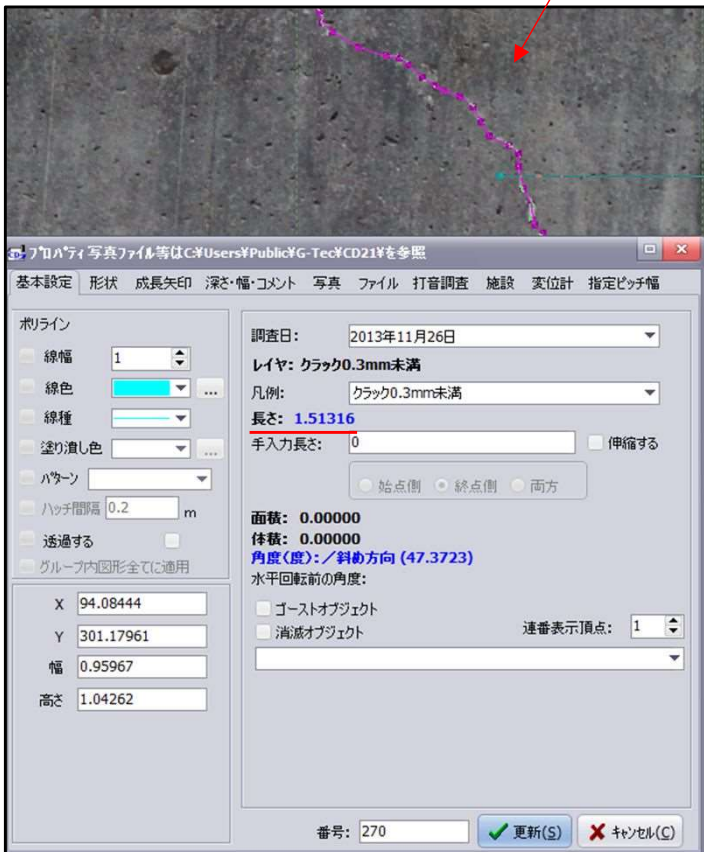 プロパティ 写真ファイル等はC:¥Users¥Public¥G-Tec¥CD21¥を参照
基本設定 形状 成長矢印 深さ・幅・コメント 写真 ファイル 打音調査 施設 変位計 指定ピッチ幅
ポリライン
線幅 1
線色 ...
線種
塗り潰し色 ...
パターン
ハッチ間隔 0.2 m
透過する
グループ内図形全てに適用
X 94.08444
Y 301.17961
幅 0.95967
高さ 1.04262
調査日: 2013年11月26日
レイヤ: クラック0.3mm未満
凡例: クラック0.3mm未満
長さ: 1.51316
手入力長さ: 0 伸縮する
始点側 終点側 両方
面積: 0.00000
体積: 0.00000
角度(度):／斜め方向 (47.3723)
水平回転前の角度:
ゴーストオブジェクト
消滅オブジェクト 連番表示頂点: 1
番号: 270 更新(S) キャンセル(C)